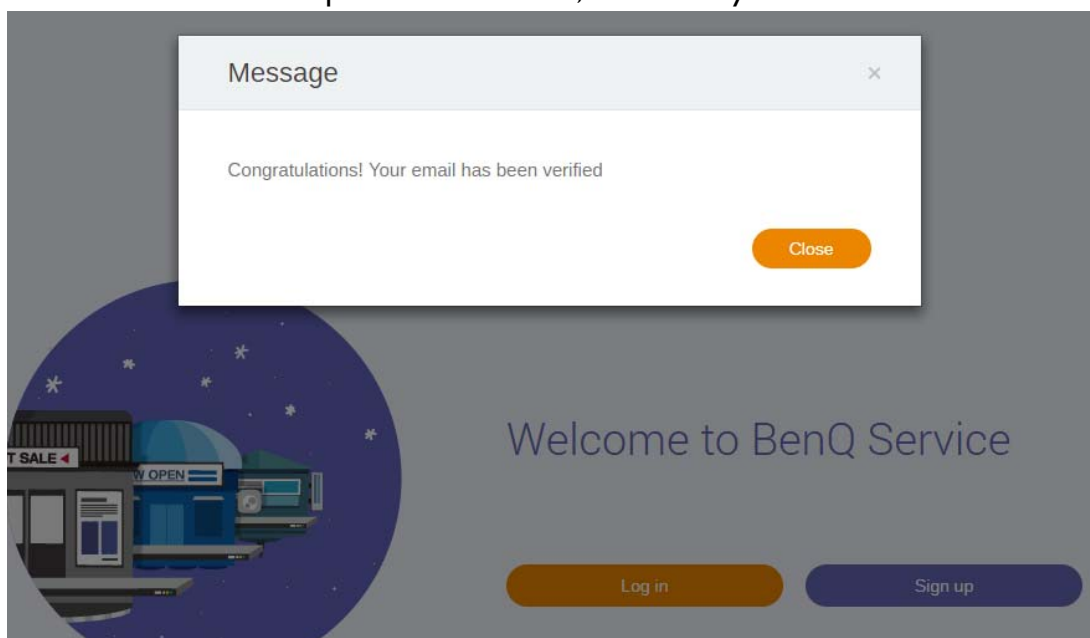 Message
×
Congratulations! Your email has been verified
Close
T SALE
W OPEN
Welcome to BenQ Service
Log in
Sign up